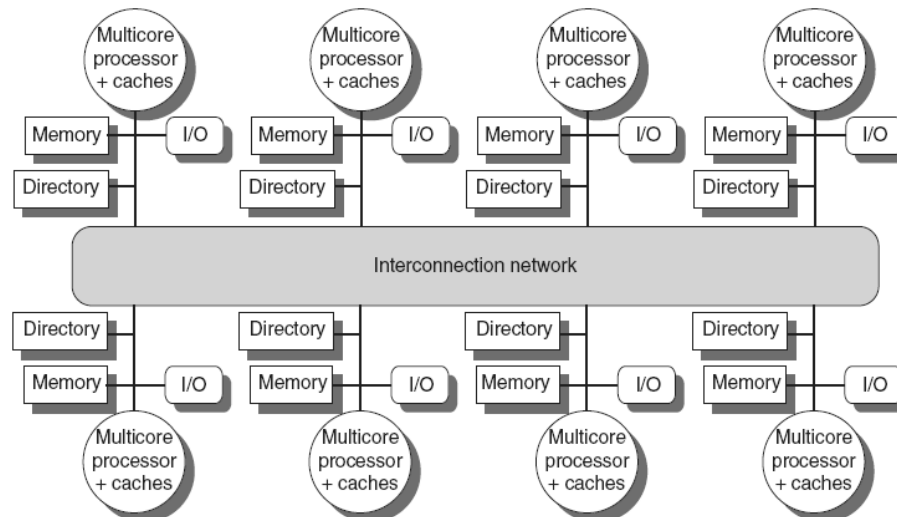 Multicore
processor
+ caches
Multicore
processor
+ caches
Multicore
processor
+ caches
Multicore
processor
+ caches
Memory
I/O
Memory
I/O
Memory
I/O
Memory
I/O
Directory
Directory
Directory
Directory
Interconnection network
Directory
Directory
Directory
Directory
Memory
I/O
Memory
I/O
Memory
I/O
Memory
I/O
Multicore
processor
+ caches
Multicore
processor
+ caches
Multicore
processor
+ caches
Multicore
processor
+ caches